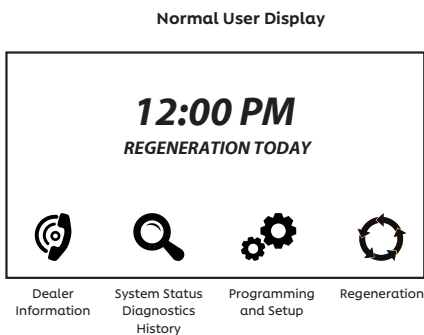 Normal User Display
12:00 PM
REGENERATION TODAY
Dealer
Information
System Status
Diagnostics
History
Programming
and Setup
Regeneration